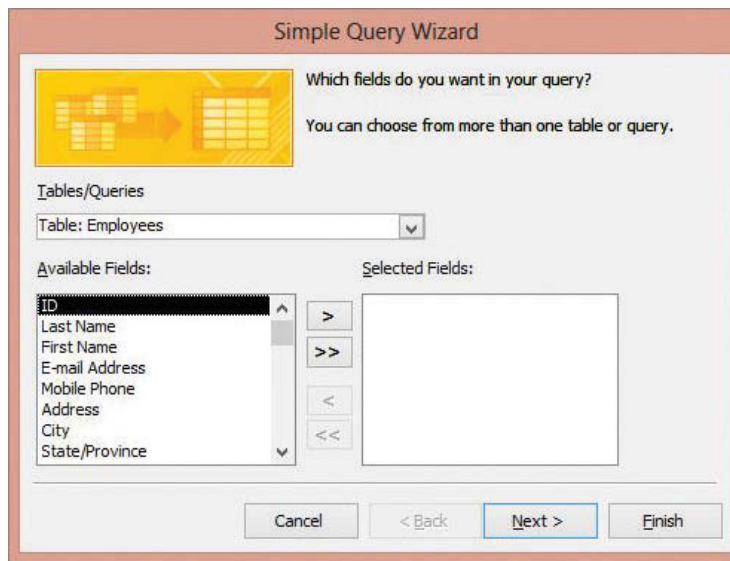 Simple Query Wizard
Which fields do you want in your query?
You can choose from more than one table or query.
Tables/Queries
Table: Employees
Available Fields:
Selected Fields:
ID
Last Name
First Name
E-mail Address
Mobile Phone
Address
City
State/Province
>
>>
<
<<
Cancel
< Back
Next >
Finish